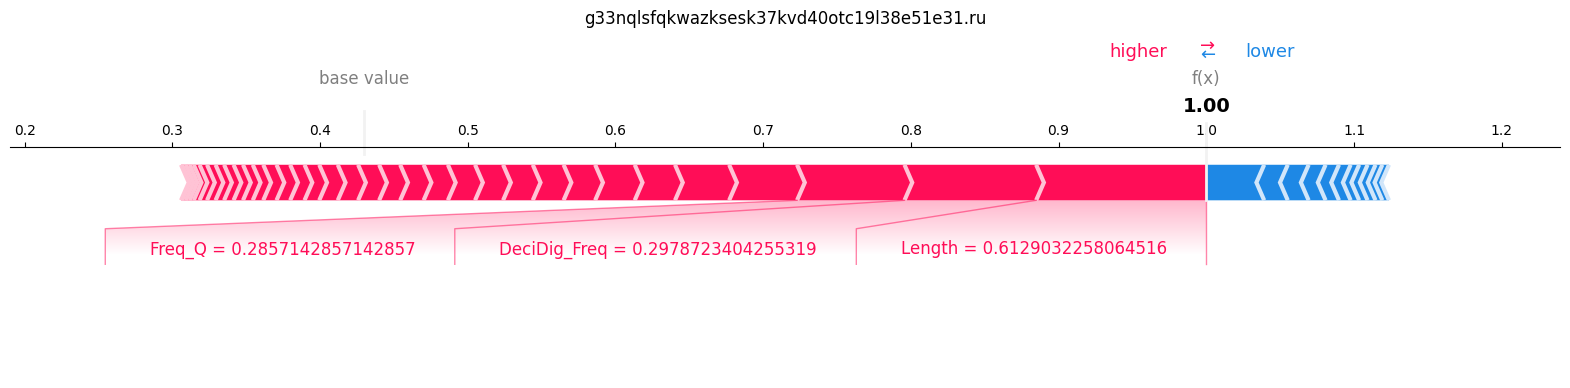 g33nqlsfqkwazksesk37kvd40otc19l38e51e31.ru
higher → ← lower
base value f(x)
1.00
0.2 0.3 0.4 0.5 0.6 0.7 0.8 0.9 1.0 1.1 1.2
Freq_Q = 0.2857142857142857 DeciDig_Freq = 0.2978723404255319 Length = 0.6129032258064516